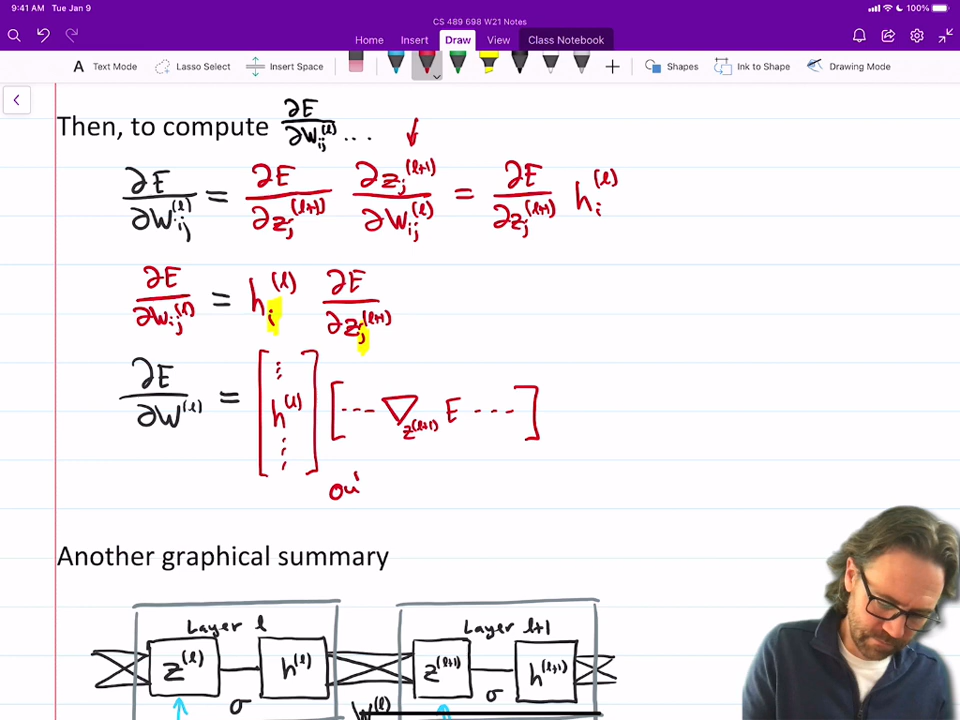 9:41 AM Tue Jan 9
100%
CS 489 698 W21 Notes
Home Insert Draw View Class Notebook
A Text Mode Lasso Select Insert Space Shapes Ink to Shape Drawing Mode
Then, to compute ∂E/∂W_ij^(l) ...
∂E/∂W_ij^(l) = ∂E/∂z_j^(l+1) ∂z_j^(l+1)/∂W_ij^(l) = ∂E/∂z_j^(l+1) h_i^(l)
∂E/∂W_ij^(l) = h_i^(l) ∂E/∂z_j^(l+1)
∂E/∂W^(l) = [⋮ h^(l) ⋮] [--- ∇_z^(l+1) E ---]
ou
Another graphical summary
Layer l Layer l+1
z^(l) h^(l) z^(l+1) h^(l+1)
σ W^(l) σ